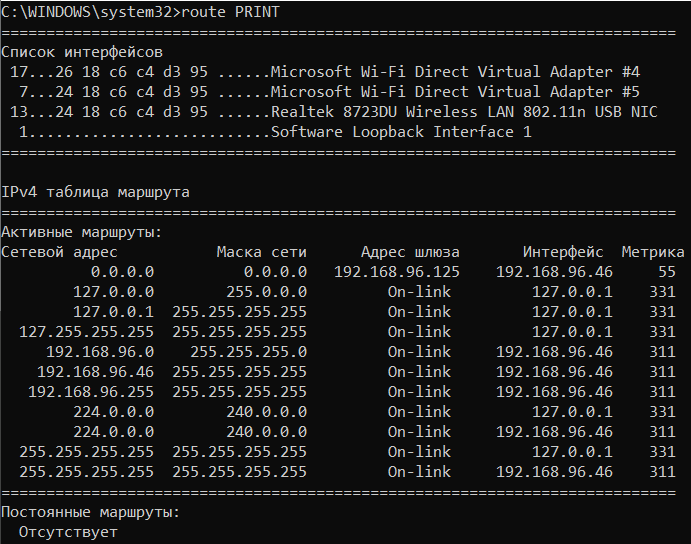 C:\WINDOWS\system32>route PRINT
===========================================================================
Список интерфейсов
 17...26 18 c6 c4 d3 95 ......Microsoft Wi-Fi Direct Virtual Adapter #4
  7...24 18 c6 c4 d3 95 ......Microsoft Wi-Fi Direct Virtual Adapter #5
 13...24 18 c6 c4 d3 95 ......Realtek 8723DU Wireless LAN 802.11n USB NIC
  1...........................Software Loopback Interface 1
===========================================================================

IPv4 таблица маршрута
===========================================================================
Активные маршруты:
Сетевой адрес           Маска сети      Адрес шлюза       Интерфейс  Метрика
          0.0.0.0          0.0.0.0   192.168.96.125    192.168.96.46     55
        127.0.0.0        255.0.0.0         On-link         127.0.0.1    331
        127.0.0.1  255.255.255.255         On-link         127.0.0.1    331
  127.255.255.255  255.255.255.255         On-link         127.0.0.1    331
     192.168.96.0    255.255.255.0         On-link     192.168.96.46    311
    192.168.96.46  255.255.255.255         On-link     192.168.96.46    311
   192.168.96.255  255.255.255.255         On-link     192.168.96.46    311
        224.0.0.0        240.0.0.0         On-link         127.0.0.1    331
        224.0.0.0        240.0.0.0         On-link     192.168.96.46    311
  255.255.255.255  255.255.255.255         On-link         127.0.0.1    331
  255.255.255.255  255.255.255.255         On-link     192.168.96.46    311
===========================================================================
Постоянные маршруты:
  Отсутствует